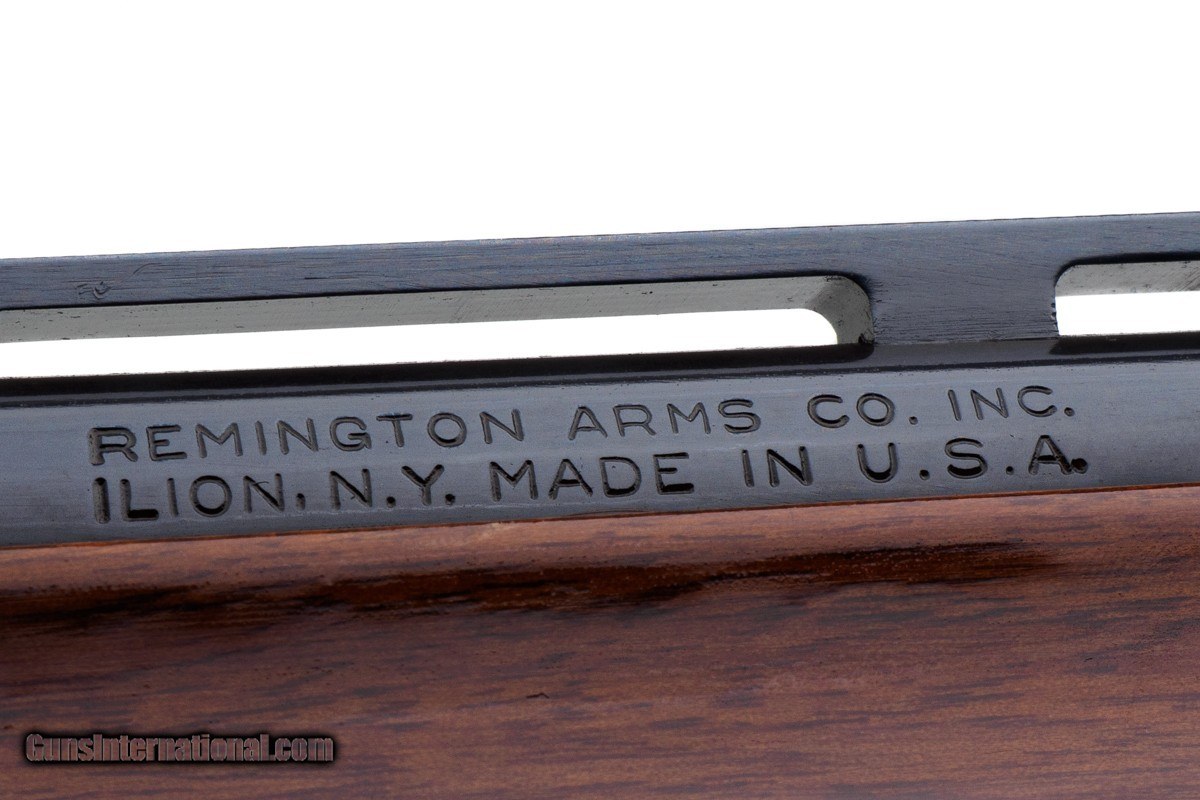 REMINGTON ARMS CO. INC.
ILION, N.Y. MADE IN U.S.A.
GunsInternational.com